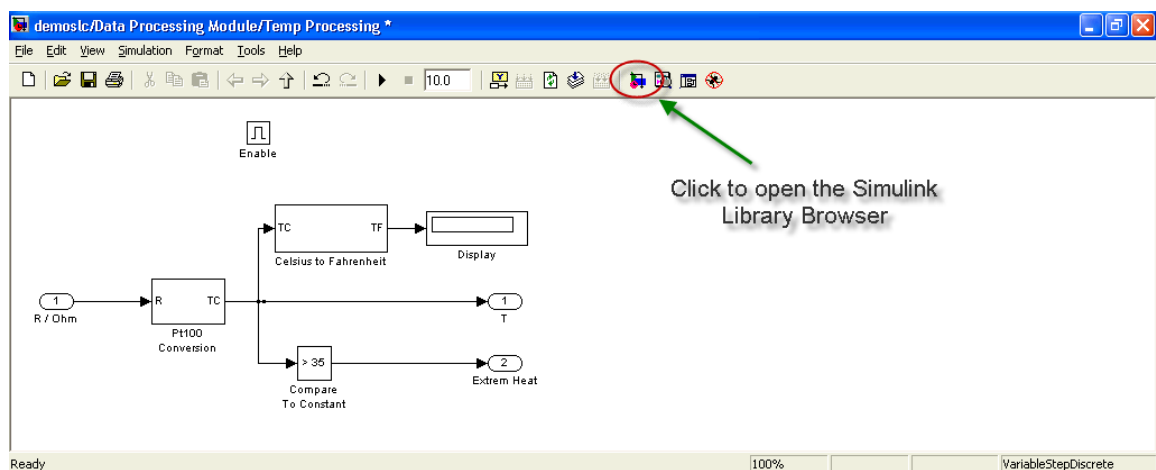 demoslc/Data Processing Module/Temp Processing *
File Edit View Simulation Format Tools Help
10.0
Enable
Click to open the Simulink
Library Browser
TC TF
Celsius to Fahrenheit
Display
1
R / Ohm
R TC
Pt100
Conversion
1
T
> 35
Compare
To Constant
2
Extrem Heat
Ready 100% VariableStepDiscrete